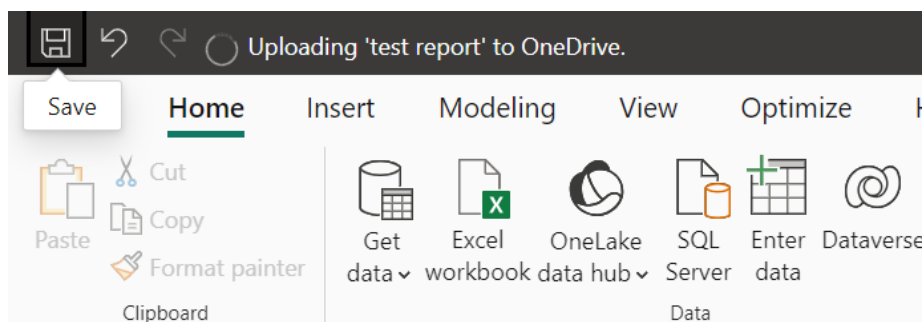 Uploading 'test report' to OneDrive.
Save
Home Insert Modeling View Optimize
Cut
Copy
Paste
Format painter
Clipboard
Get data
Excel workbook
OneLake data hub
SQL Server
Enter data
Dataverse
Data